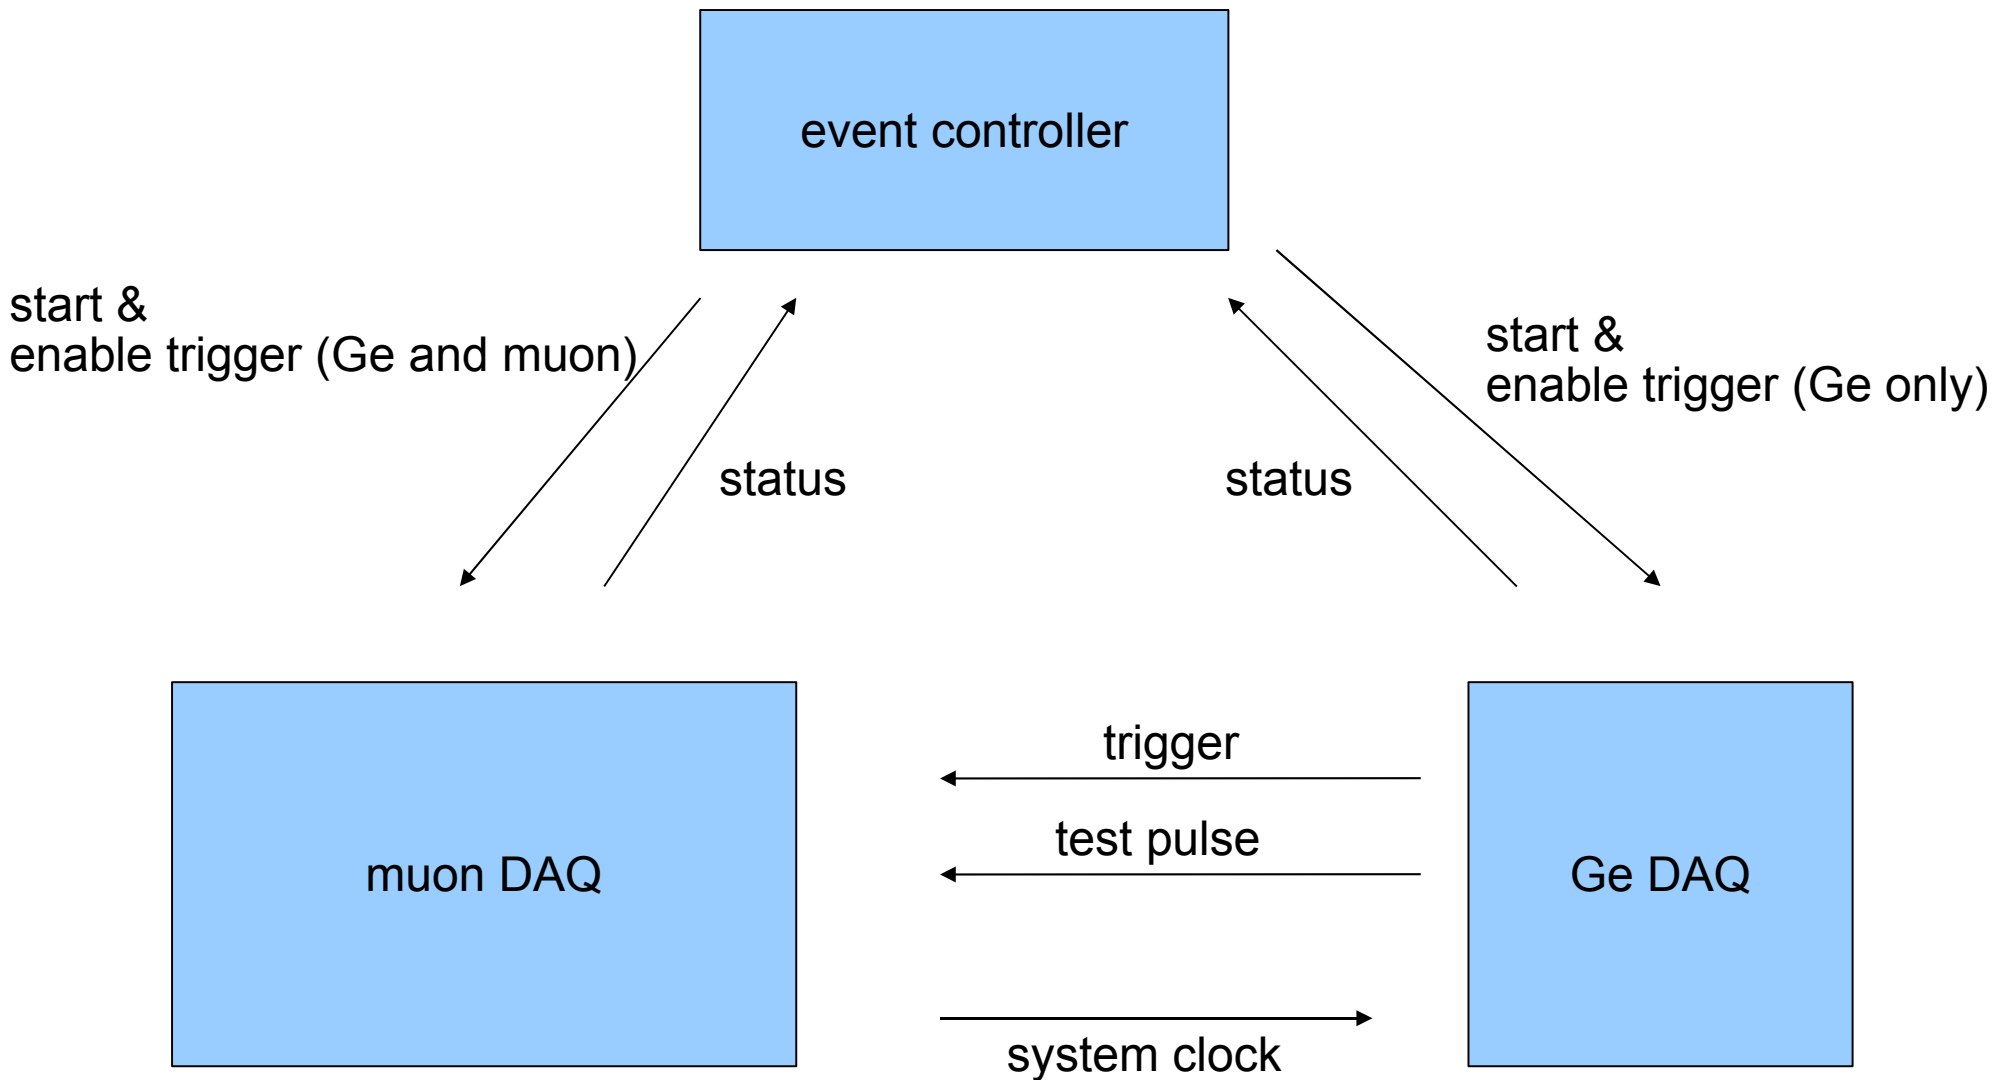 event controller
start &
enable trigger (Ge and muon)
start &
enable trigger (Ge only)
status
status
trigger
test pulse
muon DAQ
Ge DAQ
system clock